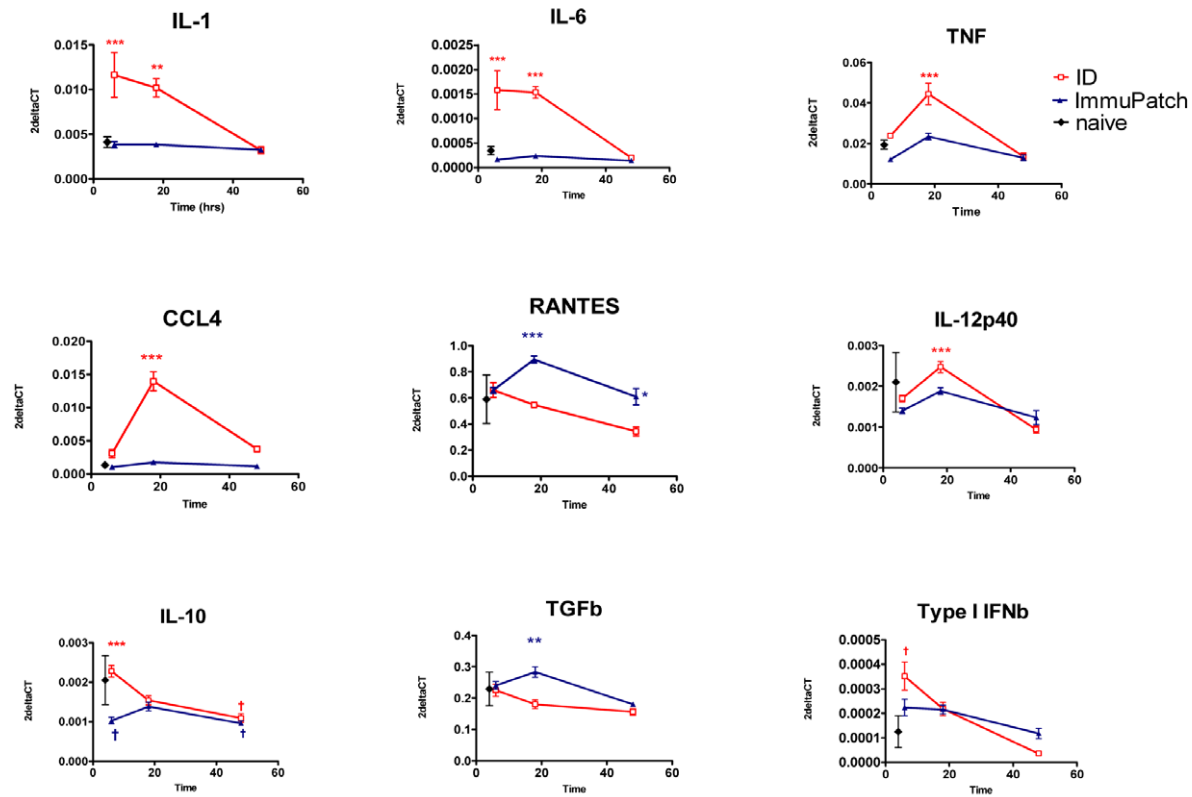 IL-1
***
**
0.015
0.010
0.005
0.000
2deltaCT
0 20 40 60
Time (hrs)
IL-6
***
***
0.0025
0.0020
0.0015
0.0010
0.0005
0.0000
2deltaCT
0 20 40 60
Time
TNF
***
0.06
0.04
0.02
0.00
2deltaCT
0 20 40 60
Time
ID
ImmuPatch
naive
CCL4
***
0.020
0.015
0.010
0.005
0.000
2deltaCT
0 20 40 60
Time
RANTES
***
*
1.0
0.8
0.6
0.4
0.2
0.0
2deltaCT
0 20 40 60
Time
IL-12p40
***
0.003
0.002
0.001
0.000
2deltaCT
0 20 40 60
Time
IL-10
***
†
†
†
0.003
0.002
0.001
0.000
2deltaCT
0 20 40 60
Time
TGFb
**
0.4
0.3
0.2
0.1
0.0
2deltaCT
0 20 40 60
Time
Type I IFNb
†
0.0005
0.0004
0.0003
0.0002
0.0001
0.0000
2deltaCT
0 20 40 60
Time